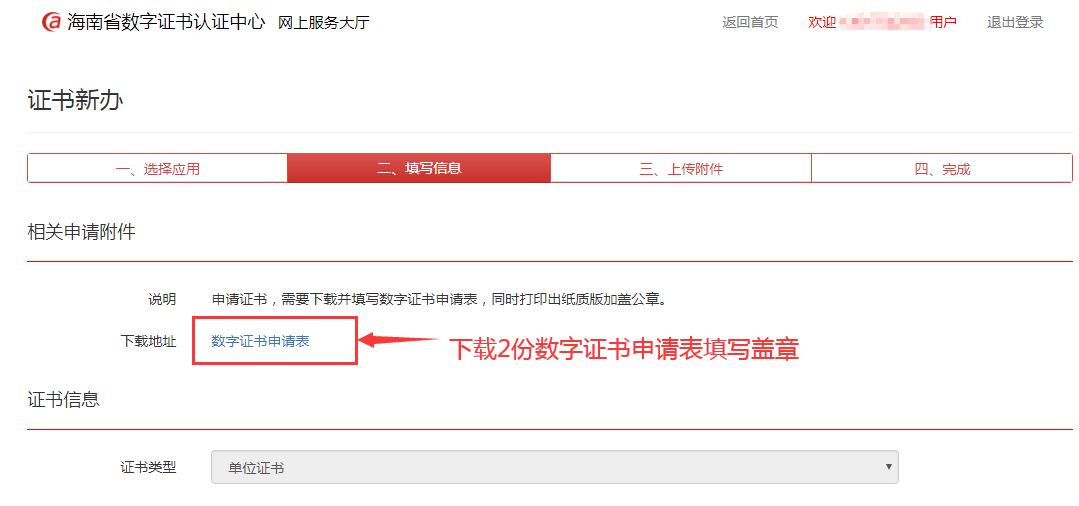 海南省数字证书认证中心 网上服务大厅 返回首页 欢迎 用户 退出登录
证书新办
一、选择应用 二、填写信息 三、上传附件 四、完成
相关申请附件
说明 申请证书，需要下载并填写数字证书申请表，同时打印出纸质版加盖公章。
下载地址 数字证书申请表 下载2份数字证书申请表填写盖章
证书信息
证书类型 单位证书